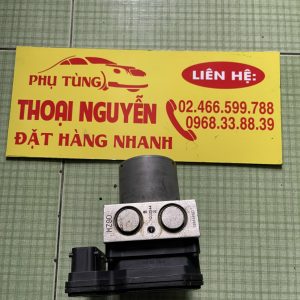 PHỤ TÙNG
THOẠI NGUYỄN
ĐẶT HÀNG NHANH
LIÊN HỆ:
02.466.599.788
0968.33.88.39